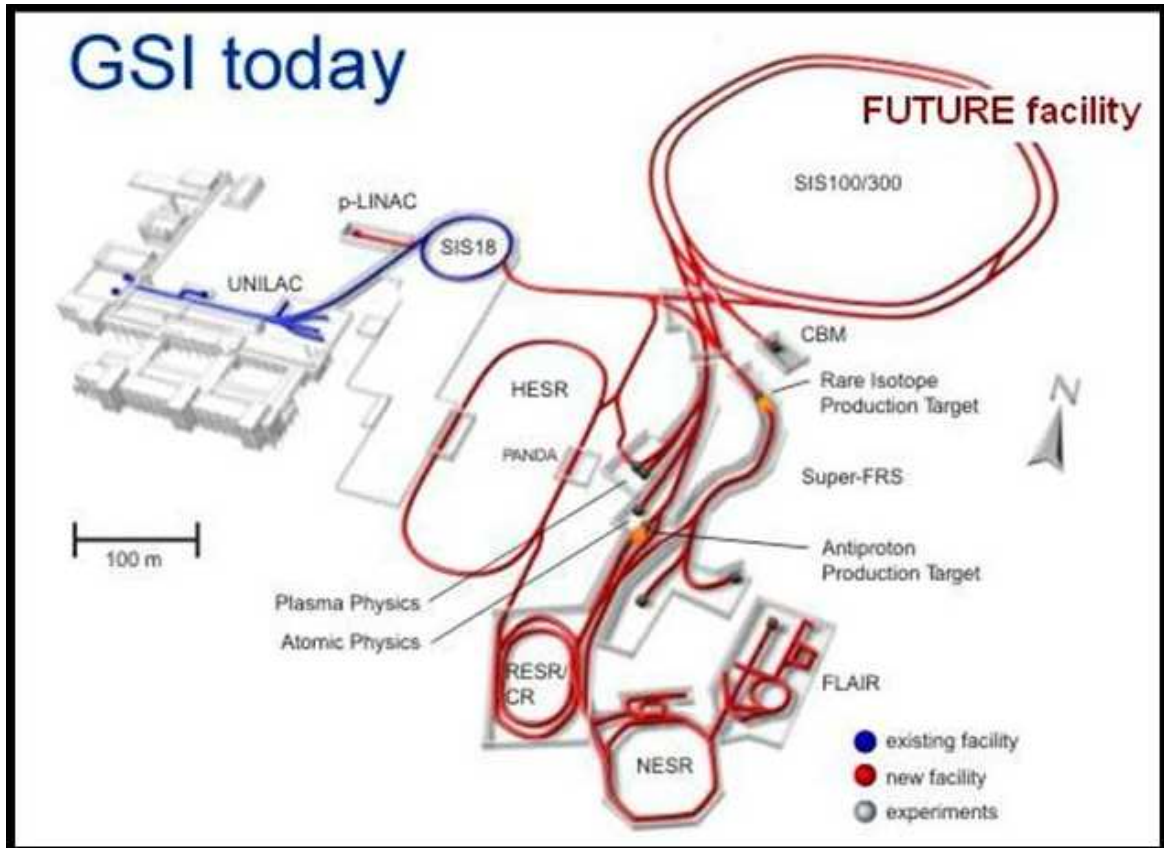 GSI today
FUTURE facility
SIS100/300
p-LINAC
SIS18
UNILAC
CBM
HESR
Rare Isotope
Production Target
N
PANDA
Super-FRS
100 m
Antiproton
Production Target
Plasma Physics
Atomic Physics
RESR/
CR
FLAIR
NESR
existing facility
new facility
experiments